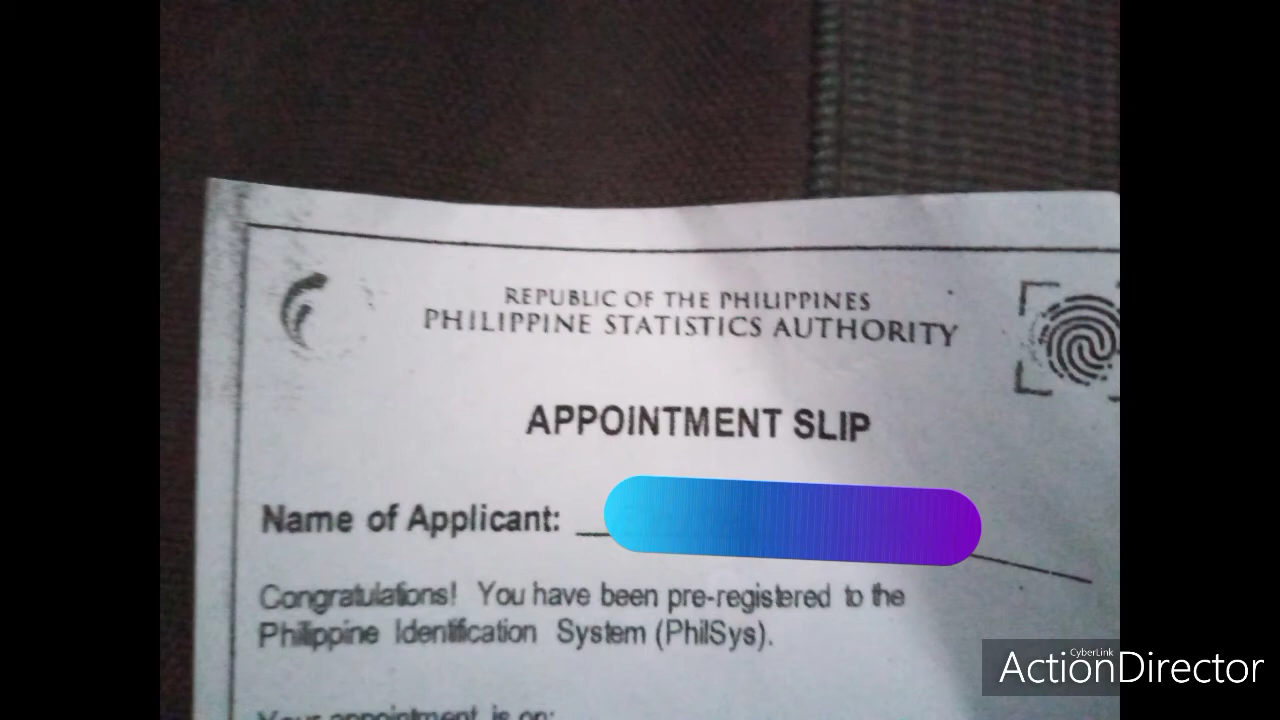 REPUBLIC OF THE PHILIPPINES
PHILIPPINE STATISTICS AUTHORITY
APPOINTMENT SLIP
Name of Applicant:
Congratulations! You have been pre-registered to the
Philippine Identification System (PhilSys).
Your appointment is on:
CyberLink
ActionDirector